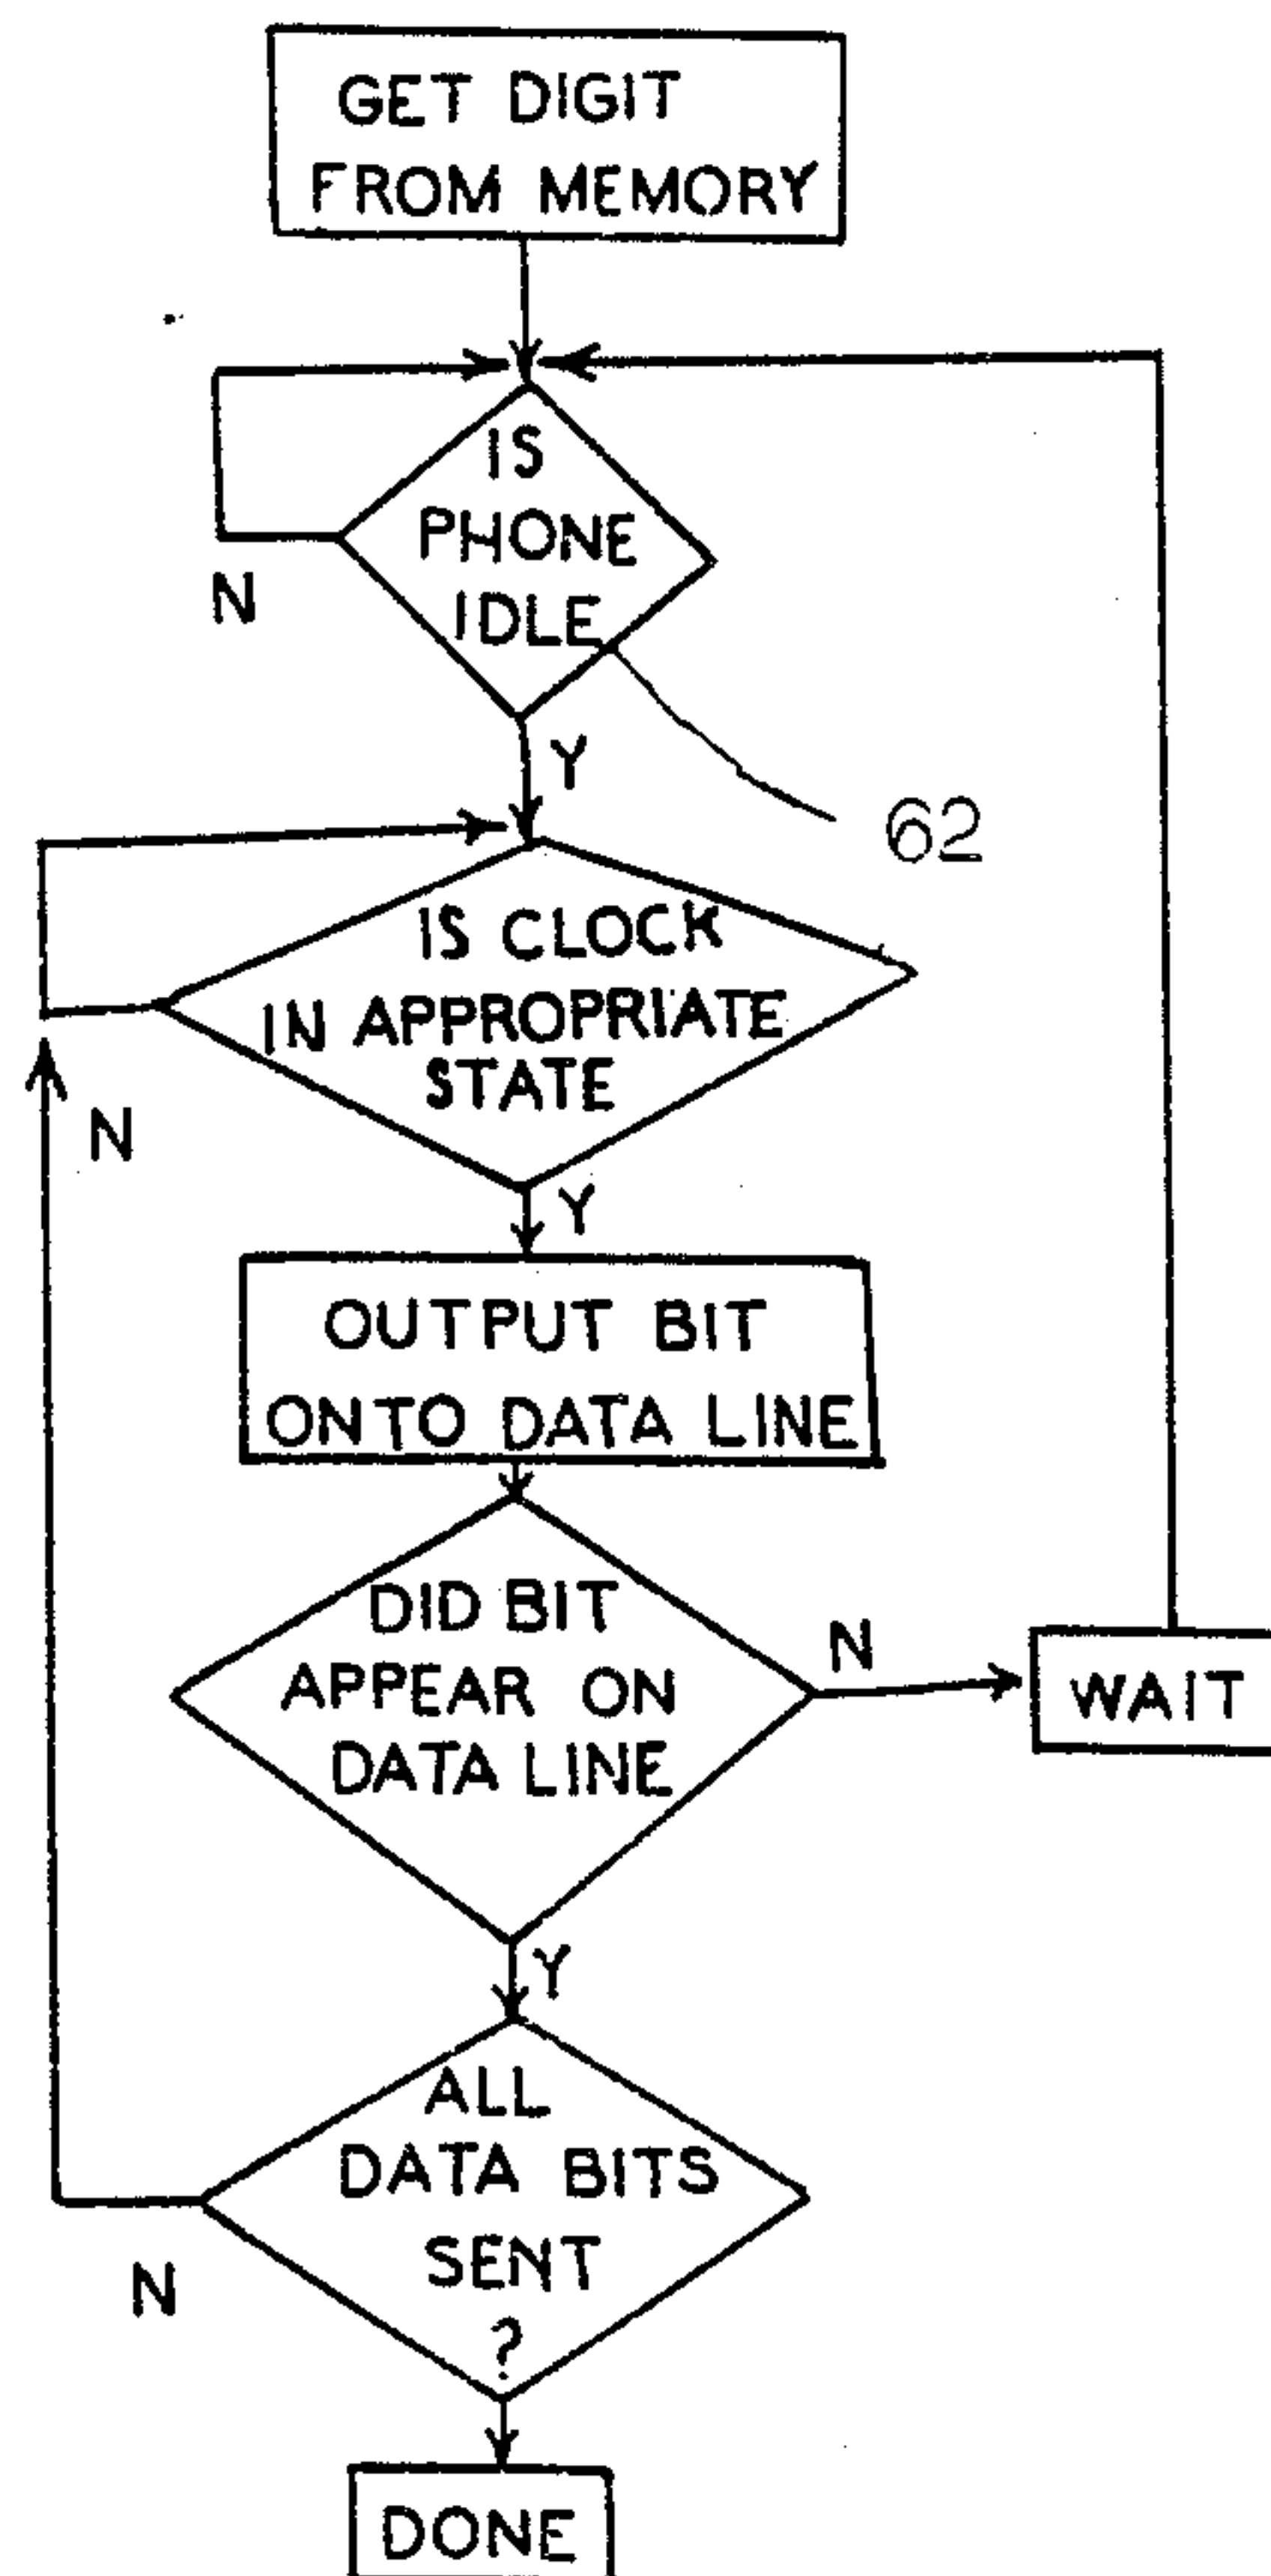 GET DIGIT
FROM MEMORY
IS
PHONE
IDLE
N
Y
62
IS CLOCK
IN APPROPRIATE
STATE
N
Y
OUTPUT BIT
ONTO DATA LINE
DID BIT
APPEAR ON
DATA LINE
N
WAIT
Y
ALL
DATA BITS
SENT
?
N
DONE